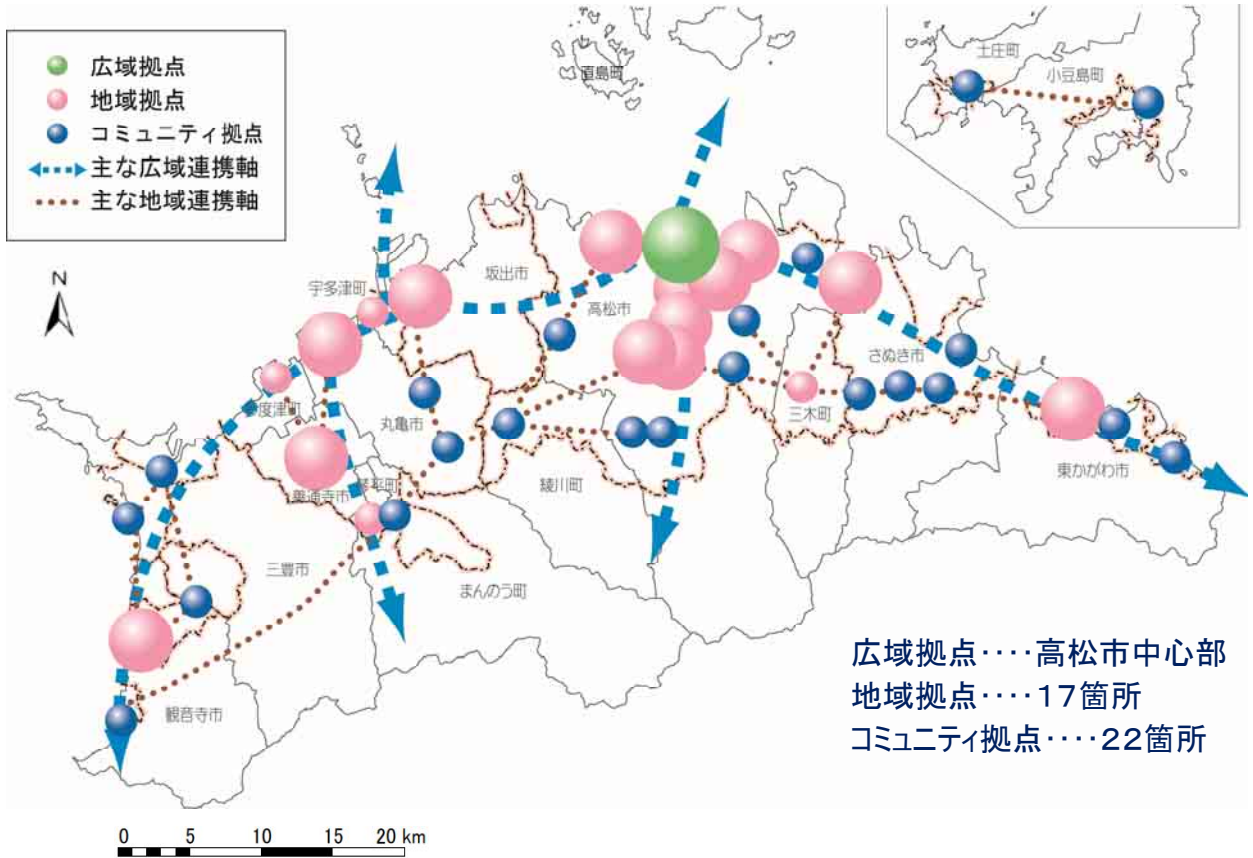 広域拠点
地域拠点
コミュニティ拠点
主な広域連携軸
主な地域連携軸
N
直島町
土庄町
小豆島町
宇多津町
坂出市
高松市
さぬき市
三木町
東かがわ市
丸亀市
度津町
善通寺市
琴平町
綾川町
三豊市
まんのう町
観音寺市
広域拠点････高松市中心部
地域拠点････17箇所
コミュニティ拠点････22箇所
0 5 10 15 20 km